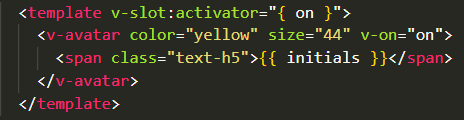 <template v-slot:activator="{ on }">
<v-avatar color="yellow" size="44" v-on="on">
<span class="text-h5">{{ initials }}</span>
</v-avatar>
</template>